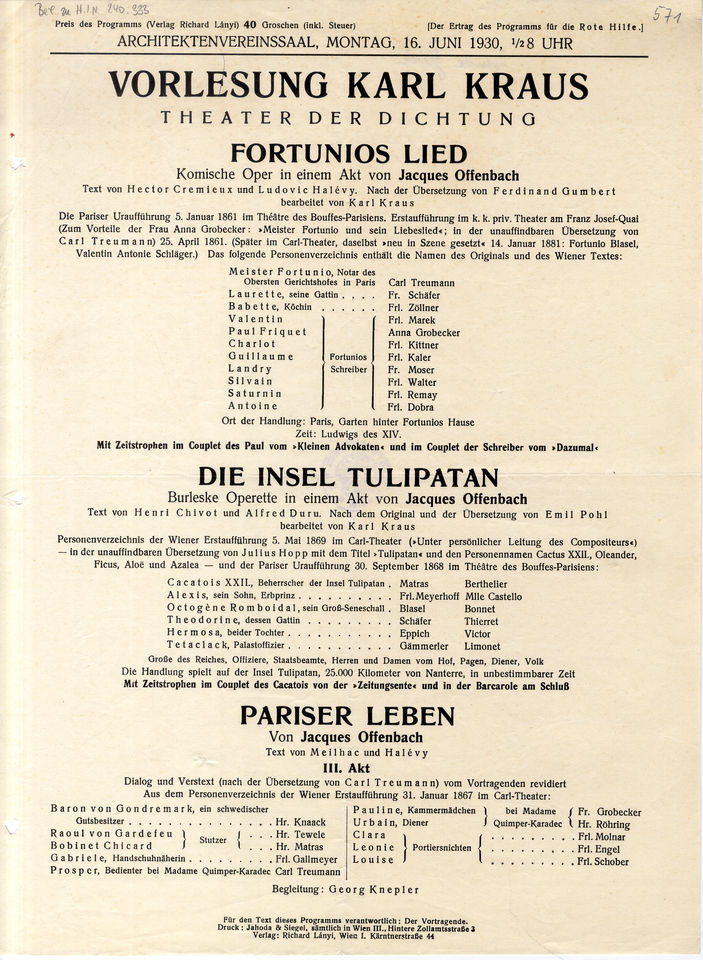 Bee. zu H.I.N. 240.333
571
Preis des Programms (Verlag Richard Lányi) 40 Groschen (inkl. Steuer) [Der Ertrag des Programms für die Rote Hilfe.]
ARCHITEKTENVEREINSSAAL, MONTAG, 16. JUNI 1930, ½8 UHR
VORLESUNG KARL KRAUS
THEATER DER DICHTUNG
FORTUNIOS LIED
Komische Oper in einem Akt von Jacques Offenbach
Text von Hector Cremieux und Ludovic Halévy. Nach der Übersetzung von Ferdinand Gumbert
bearbeitet von Karl Kraus
Die Pariser Uraufführung 5. Januar 1861 im Théâtre des Bouffes-Parisiens. Erstaufführung im k. k. priv. Theater am Franz Josef-Quai
(Zum Vorteile der Frau Anna Grobecker: »Meister Fortunio und sein Liebeslied«; in der unauffindbaren Übersetzung von
Carl Treumann) 25. April 1861. (Später im Carl-Theater, daselbst »neu in Szene gesetzt« 14. Januar 1881: Fortunio Blasel,
Valentin Antonie Schläger.) Das folgende Personenverzeichnis enthält die Namen des Originals und des Wiener Textes:
Meister Fortunio, Notar des
Obersten Gerichtshofes in Paris Carl Treumann
Laurette, seine Gattin . . . . Fr. Schäfer
Babette, Köchin . . . . . . Frl. Zöllner
Valentin Frl. Marek
Paul Friquet Anna Grobecker
Charlot Frl. Kittner
Guillaume Fortunios Frl. Kaler
Landry Schreiber Fr. Moser
Silvain Frl. Walter
Saturnin Frl. Remay
Antoine Frl. Dobra
Ort der Handlung: Paris, Garten hinter Fortunios Hause
Zeit: Ludwigs des XIV.
Mit Zeitstrophen im Couplet des Paul vom »Kleinen Advokaten« und im Couplet der Schreiber vom »Dazumal«
DIE INSEL TULIPATAN
Burleske Operette in einem Akt von Jacques Offenbach
Text von Henri Chivot und Alfred Duru. Nach dem Original und der Übersetzung von Emil Pohl
bearbeitet von Karl Kraus
Personenverzeichnis der Wiener Erstaufführung 5. Mai 1869 im Carl-Theater (»Unter persönlicher Leitung des Compositeurs«)
— in der unauffindbaren Übersetzung von Julius Hopp mit dem Titel »Tulipatan« und den Personennamen Cactus XXII., Oleander,
Ficus, Aloë und Azalea — und der Pariser Uraufführung 30. September 1868 im Théâtre des Bouffes-Parisiens:
Cacatois XXII., Beherrscher der Insel Tulipatan . Matras Berthelier
Alexis, sein Sohn, Erbprinz . . . . . . . . . . Frl. Meyerhoff Mlle Castello
Octogène Romboidal, sein Groß-Seneschall . Blasel Bonnet
Theodorine, dessen Gattin . . . . . . . . . Schäfer Thierret
Hermosa, beider Tochter . . . . . . . . . . . Eppich Victor
Tetaclack, Palastoffizier . . . . . . . . . . . Gämmerler Limonet
Große des Reiches, Offiziere, Staatsbeamte, Herren und Damen vom Hof, Pagen, Diener, Volk
Die Handlung spielt auf der Insel Tulipatan, 25.000 Kilometer von Nanterre, in unbestimmbarer Zeit
Mit Zeitstrophen im Couplet des Cacatois von der »Zeitungsente« und in der Barcarole am Schluß
PARISER LEBEN
Von Jacques Offenbach
Text von Meilhac und Halévy
III. Akt
Dialog und Verstext (nach der Übersetzung von Carl Treumann) vom Vortragenden revidiert
Aus dem Personenverzeichnis der Wiener Erstaufführung 31. Januar 1867 im Carl-Theater:
Baron von Gondremark, ein schwedischer
Gutsbesitzer . . . . . . . . . . . . . . Hr. Knaack
Raoul von Gardefeu Stutzer . . . Hr. Tewele
Bobinet Chicard . . . Hr. Matras
Gabriele, Handschuhnäherin . . . . . . . . Frl. Gallmeyer
Prosper, Bedienter bei Madame Quimper-Karadec Carl Treumann
Pauline, Kammermädchen bei Madame Fr. Grobecker
Urbain, Diener Quimper-Karadec Hr. Röhring
Clara . . . . . . . . Frl. Molnar
Leonie Portiersnichten . . . . . . . . Frl. Engel
Louise . . . . . . . . Frl. Schober
Begleitung: Georg Knepler
Für den Text dieses Programms verantwortlich: Der Vortragende.
Druck: Jahoda & Siegel, sämtlich in Wien III., Hintere Zollamtsstraße 3
Verlag: Richard Lányi, Wien I. Kärntnerstraße 44